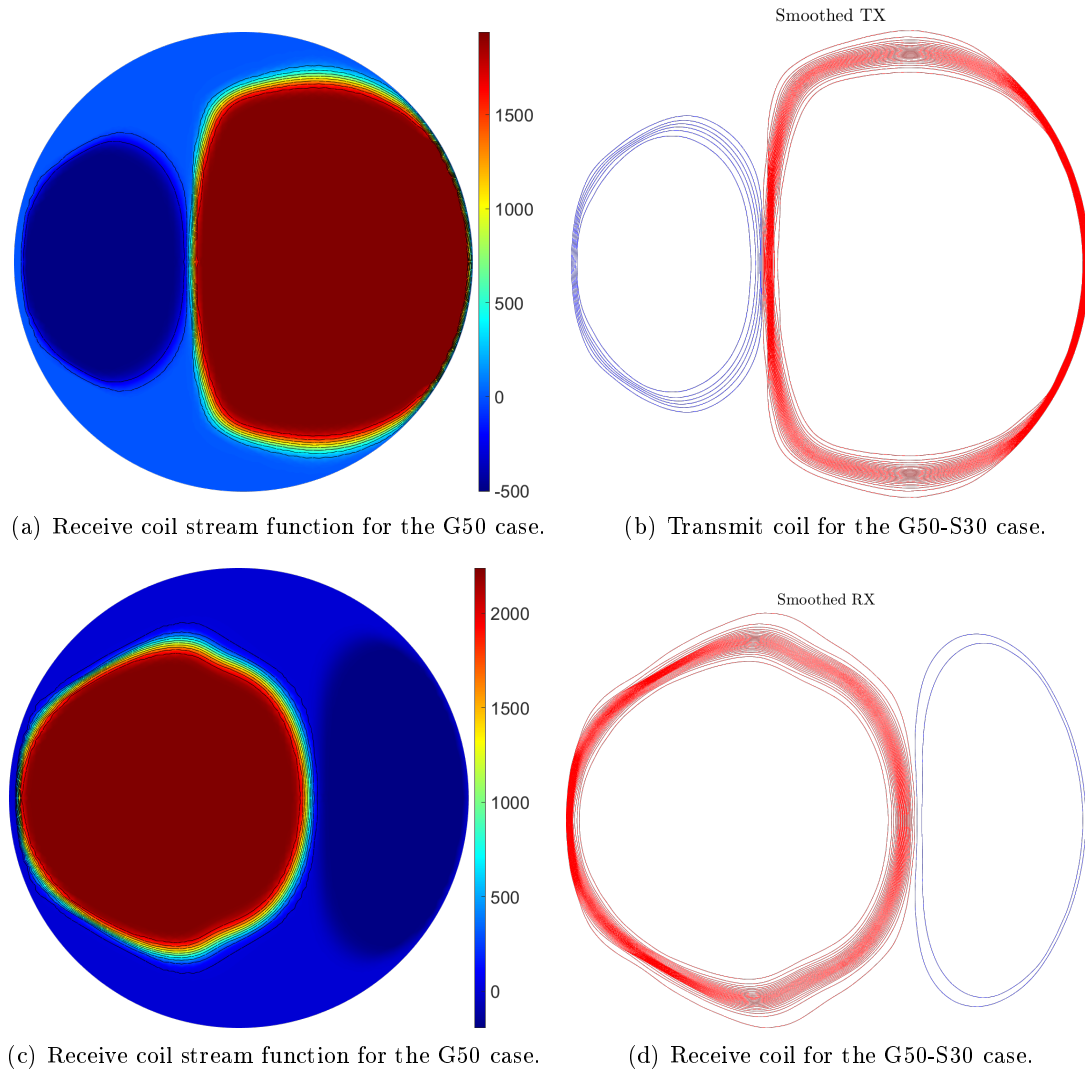 Smoothed TX
1500
1000
500
0
-500
(a) Receive coil stream function for the G50 case.
(b) Transmit coil for the G50-S30 case.
Smoothed RX
2000
1500
1000
500
0
(c) Receive coil stream function for the G50 case.
(d) Receive coil for the G50-S30 case.